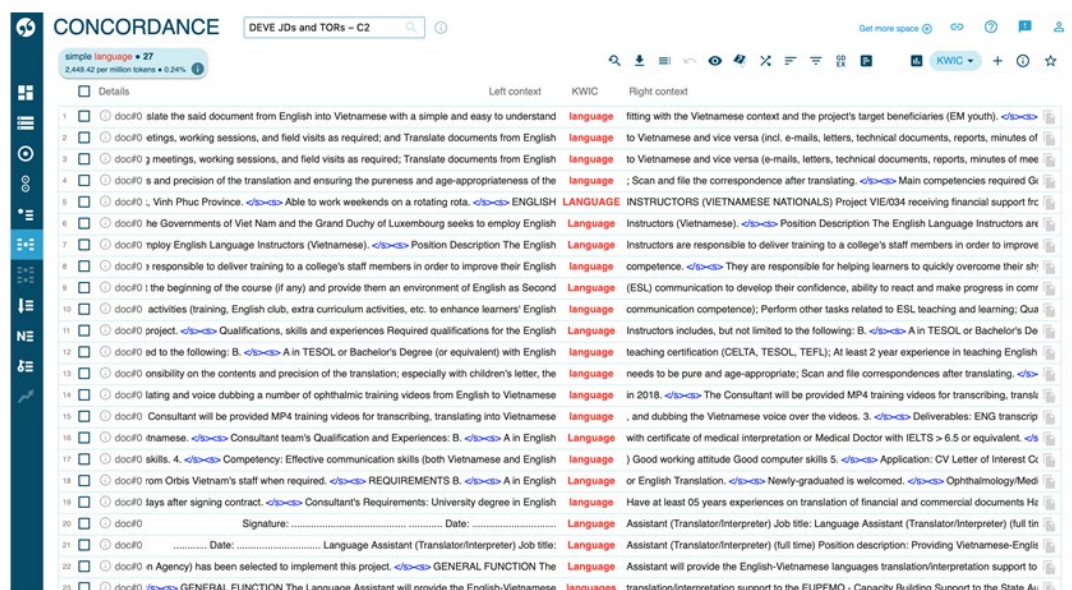 CONCORDANCE
DEVE JDs and TORs – C2
Get more space
simple language • 27
2,449.42 per million tokens • 0.24%
KWIC
Details Left context KWIC Right context
1 doc#0 slate the said document from English into Vietnamese with a simple and easy to understand language fitting with the Vietnamese context and the project's target beneficiaries (EM youth). </s><s>
2 doc#0 etings, working sessions, and field visits as required; and Translate documents from English language to Vietnamese and vice versa (incl. e-mails, letters, technical documents, reports, minutes of
3 doc#0 meetings, working sessions, and field visits as required; and Translate documents from English language to Vietnamese and vice versa (e-mails, letters, technical documents, reports, minutes of mee
4 doc#0 s and precision of the translation and ensuring the pureness and age-appropriateness of the language ; Scan and file the correspondence after translating. </s><s> Main competencies required
5 doc#0 , Vinh Phuc Province. </s><s> Able to work weekends on a rotating rota. </s><s> ENGLISH LANGUAGE INSTRUCTORS (VIETNAMESE NATIONALS) Project VIE/034 receiving financial support
6 doc#0 he Governments of Viet Nam and the Grand Duchy of Luxembourg seeks to employ English Language Instructors (Vietnamese). </s><s> Position Description The English Language Instructors are
7 doc#0 mploy English Language Instructors (Vietnamese). </s><s> Position Description The English Language Instructors are responsible to deliver training to a college's staff members in order to improve
8 doc#0 responsible to deliver training to a college's staff members in order to improve their English language competence. </s><s> They are responsible for helping learners to quickly overcome their
9 doc#0 the beginning of the course (if any) and provide them an environment of English as Second Language (ESL) communication to develop their confidence, ability to react and make progress in
10 doc#0 activities (training, English club, extra curriculum activities, etc. to enhance learners' English language communication competence); Perform other tasks related to ESL teaching and learning; Qua
11 doc#0 project. </s><s> Qualifications, skills and experiences Required qualifications for the English Language Instructors includes, but not limited to the following: B. </s><s> A in TESOL or Bachelor's De
12 doc#0 ed to the following: B. </s><s> A in TESOL or Bachelor's Degree (or equivalent) with English language teaching certification (CELTA, TESOL, TEFL); At least 2 year experience in teaching English
13 doc#0 onsibility on the contents and precision of the translation; especially with children's letter, the language needs to be pure and age-appropriate; Scan and file correspondences after translating. </s>
14 doc#0 lating and voice dubbing a number of ophthalmic training videos from English to Vietnamese language in 2018. </s><s> The Consultant will be provided MP4 training videos for transcribing, transla
15 doc#0 Consultant will be provided MP4 training videos for transcribing, translating into Vietnamese language , and dubbing the Vietnamese voice over the videos. 3. </s><s> Deliverables: ENG transcrip
16 doc#0 tnamese. </s><s> Consultant team's Qualification and Experiences: B. </s><s> A in English Language with certificate of medical interpretation or Medical Doctor with IELTS > 6.5 or equivalent. </s
17 doc#0 skills. 4. </s><s> Competency: Effective communication skills (both Vietnamese and English language ) Good working attitude Good computer skills 5. </s><s> Application: CV Letter of Interest
18 doc#0 rom Orbis Vietnam's staff when required. </s><s> REQUIREMENTS B. </s><s> A in English Language or English Translation. </s><s> Newly-graduated is welcomed. </s><s> Ophthalmology/Medi
19 doc#0 days after signing contract. </s><s> Consultant's Requirements: University degree in English Language Have at least 05 years experiences on translation of financial and commercial documents
20 doc#0 Signature: .......................................... ............ Date: .............................. Language Assistant (Translator/Interpreter) Job title: Language Assistant (Translator/Interpreter) (full tin
21 doc#0 ............ Date: .............................. Language Assistant (Translator/Interpreter) Job title: Language Assistant (Translator/Interpreter) (full time) Position description: Providing Vietnamese-Englis
22 doc#0 n Agency) has been selected to implement this project. </s><s> GENERAL FUNCTION The Language Assistant will provide the English-Vietnamese languages translation/interpretation support to
23 doc#0 </s><s> GENERAL FUNCTION The Language Assistant will provide the English-Vietnamese languages translation/interpretation support to the EUPFMO - Capacity Building Support to the State Au